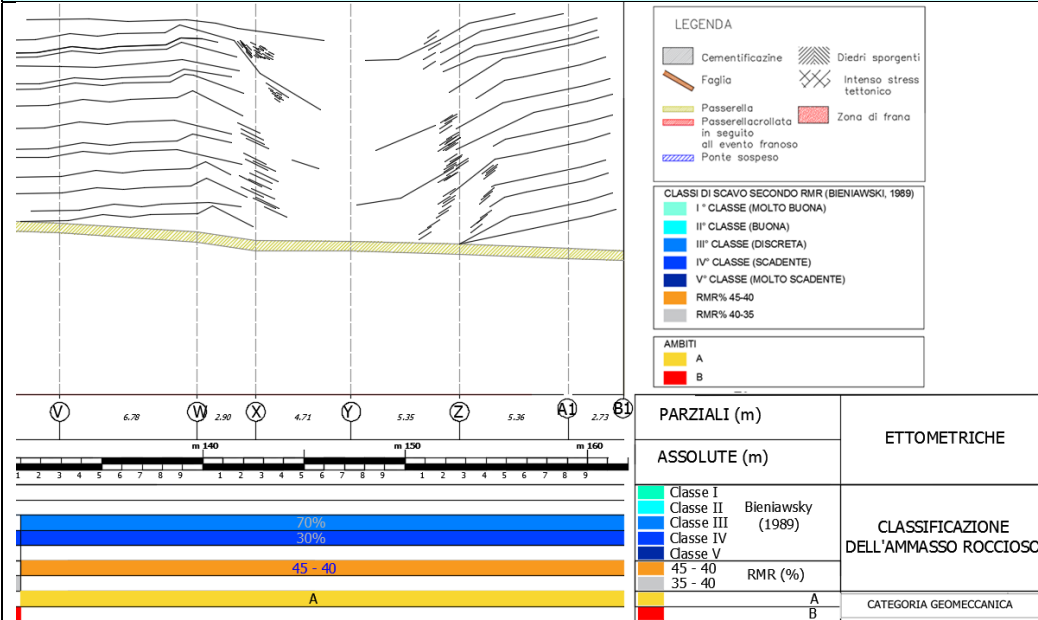 LEGENDA
Cementificazine
Diedri sporgenti
Faglia
Intenso stress
tettonico
Passerella
Passerellacrollata
in seguito
all evento franoso
Zona di frana
Ponte sospeso
CLASSI DI SCAVO SECONDO RMR (BIENIAWSKI, 1989)
I ° CLASSE (MOLTO BUONA)
II° CLASSE (BUONA)
III° CLASSE (DISCRETA)
IV° CLASSE (SCADENTE)
V° CLASSE (MOLTO SCADENTE)
RMR% 45-40
RMR% 40-35
AMBITI
A
B
V 6.78 W 2.90 X 4.71 Y 5.35 Z 5.36 A1 2.73 B1
PARZIALI (m)
ETTOMETRICHE
m 140 m 150 m 160
ASSOLUTE (m)
1 2 3 4 5 6 7 8 9 1 2 3 4 5 6 7 8 9 1 2 3 4 5 6 7 8 9
Classe I
Classe II
Classe III
Classe IV
Classe V
Bieniawsky
(1989)
CLASSIFICAZIONE
DELL'AMMASSO ROCCIOSO
70%
30%
45 - 40
45 - 40
35 - 40
RMR (%)
A
A
B
CATEGORIA GEOMECCANICA